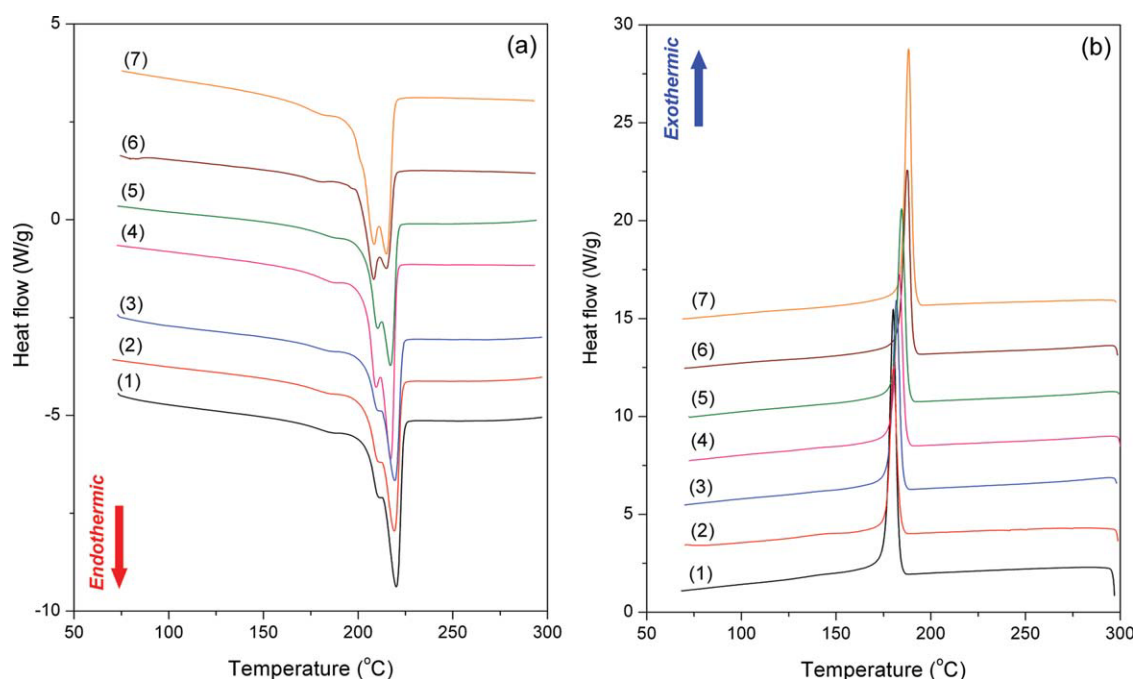 (a)
5
0
-5
-10
Heat flow (W/g)
(7)
(6)
(5)
(4)
(3)
(2)
(1)
Endothermic
50 100 150 200 250 300
Temperature (°C)
(b)
30
25
20
15
10
5
0
Heat flow (W/g)
Exothermic
(7)
(6)
(5)
(4)
(3)
(2)
(1)
50 100 150 200 250 300
Temperature (°C)